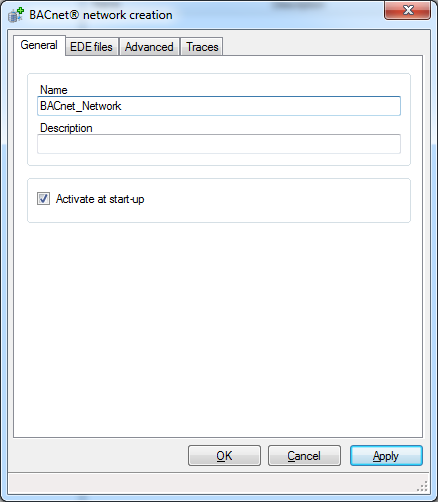 BACnet® network creation
General EDE files Advanced Traces
Name
BACnet_Network
Description
Activate at start-up
OK Cancel Apply